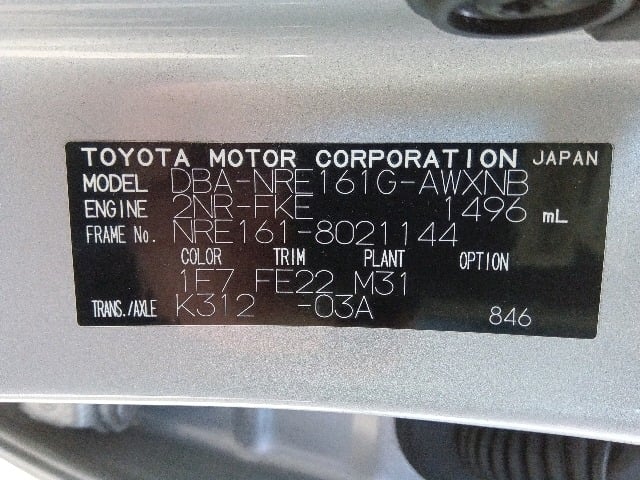 TOYOTA MOTOR CORPORATION JAPAN
MODEL DBA-NRE161G-AWXNB
ENGINE 2NR-FKE 1496 mL
FRAME No. NRE161-8021144
COLOR TRIM PLANT OPTION
1F7 FE22 M31
TRANS./AXLE K312 -03A 846